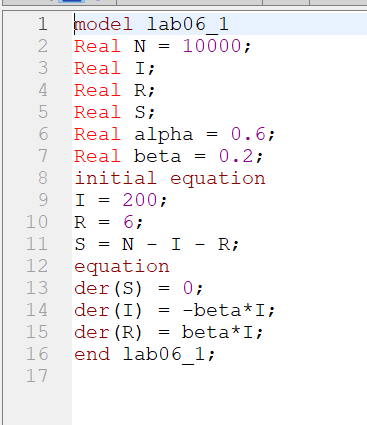 1 model lab06_1
2 Real N = 10000;
3 Real I;
4 Real R;
5 Real S;
6 Real alpha = 0.6;
7 Real beta = 0.2;
8 initial equation
9 I = 200;
10 R = 6;
11 S = N - I - R;
12 equation
13 der(S) = 0;
14 der(I) = -beta*I;
15 der(R) = beta*I;
16 end lab06_1;
17